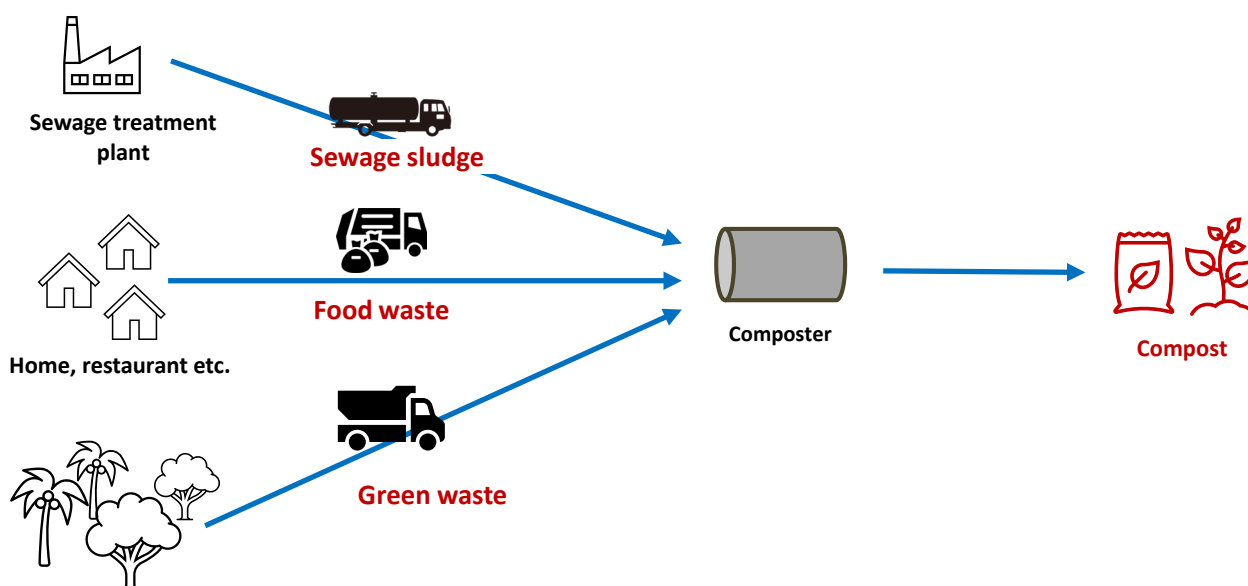 Sewage treatment
plant
Sewage sludge
Food waste
Home, restaurant etc.
Green waste
Composter
Compost